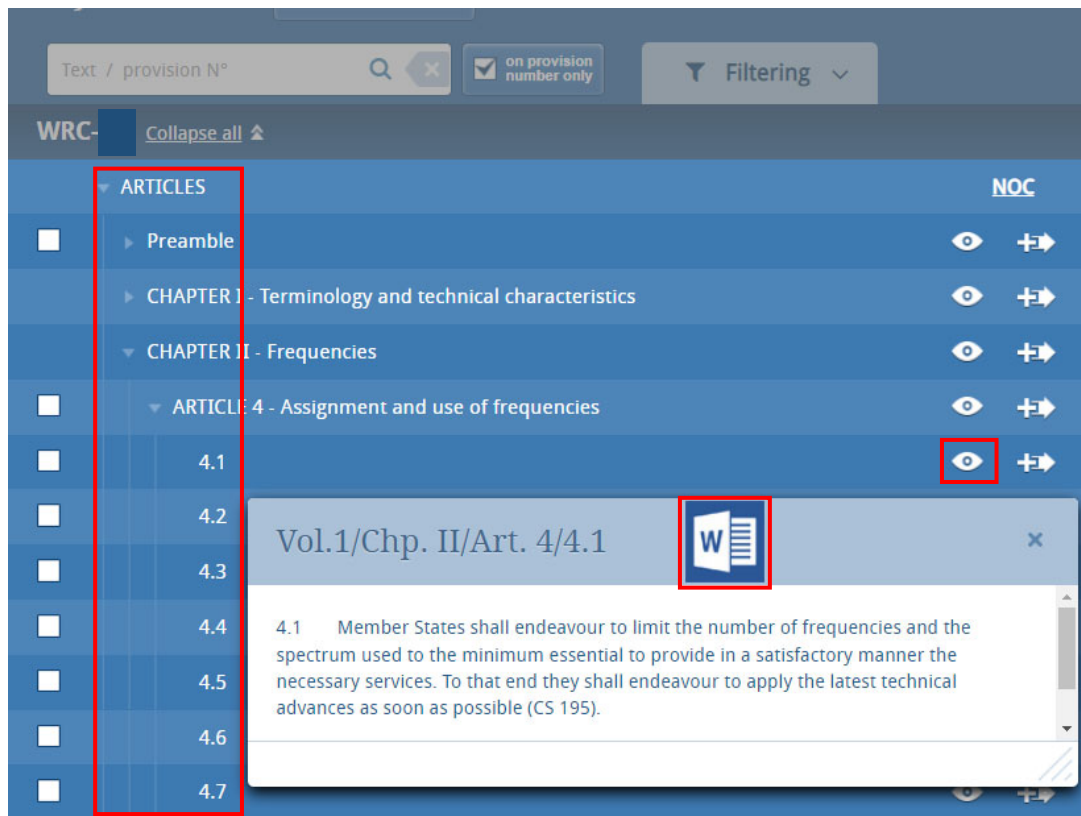 Text / provision N°
on provision
number only
Filtering
WRC-
Collapse all
ARTICLES
NOC
Preamble
CHAPTER I - Terminology and technical characteristics
CHAPTER II - Frequencies
ARTICLE 4 - Assignment and use of frequencies
4.1
4.2
Vol.1/Chp. II/Art. 4/4.1
W
4.3
4.4
4.1 Member States shall endeavour to limit the number of frequencies and the
spectrum used to the minimum essential to provide in a satisfactory manner the
4.5
necessary services. To that end they shall endeavour to apply the latest technical
advances as soon as possible (CS 195).
4.6
4.7